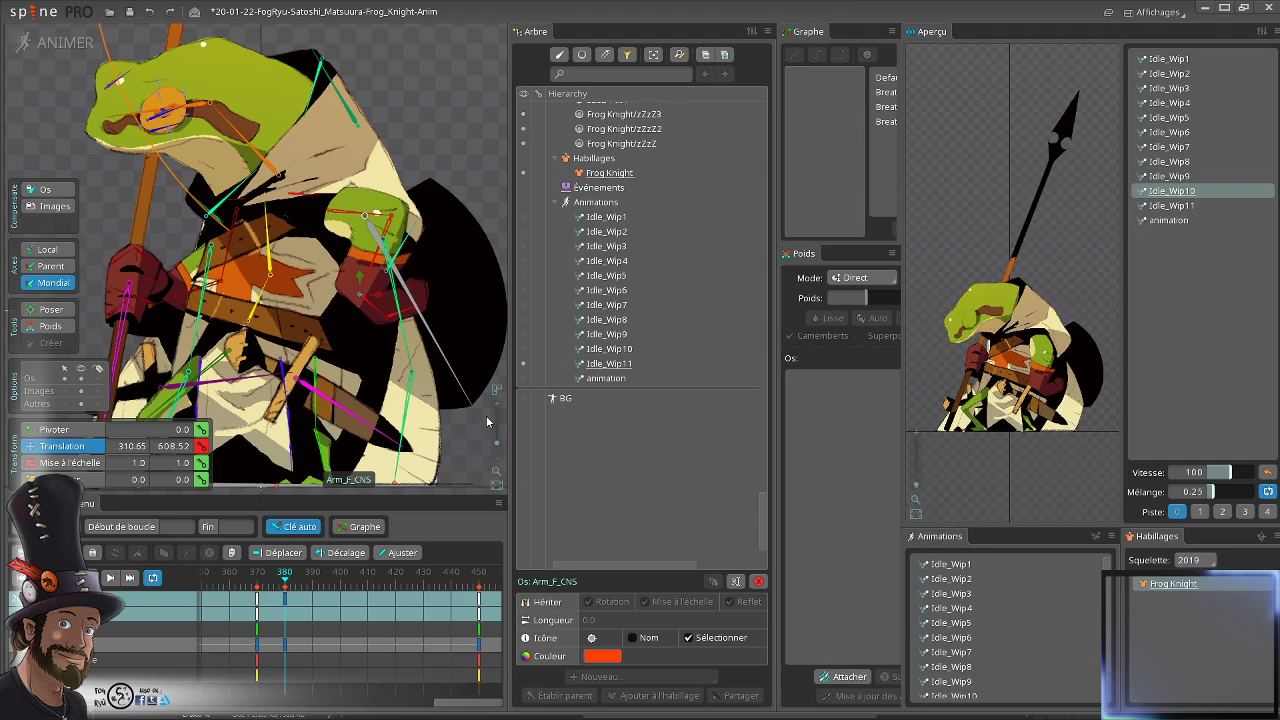 spine PRO
*20-01-22-FogRyu-Satoshi_Matsuura-Frog_Knight-Anim
Affichages
ANIMER
Compensate
Os
Images
Axes
Local
Parent
Mondial
Tools
Poser
Poids
Créer
Options
Os
Images
Autres
Transform
Pivoter 0.0
Translation 310.65 608.52
Mise à l'échelle 1.0 1.0
0.0 0.0
Arm_F_CNS
Début de boucle
Fin
Clé auto
Graphe
Déplacer
Décalage
Ajuster
360 370 380 390 400 410 420 430 440 450
Arbre
Hierarchy
Frog Knight/zZzZ3
Frog Knight/zZzZ2
Frog Knight/zZzZ
Habillages
Frog Knight
Événements
Animations
Idle_Wip1
Idle_Wip2
Idle_Wip3
Idle_Wip4
Idle_Wip5
Idle_Wip6
Idle_Wip7
Idle_Wip8
Idle_Wip9
Idle_Wip10
Idle_Wip11
animation
BG
Os: Arm_F_CNS
Hériter
Rotation
Mise à l'échelle
Reflet
Longueur 0.0
Icône
Nom
Sélectionner
Couleur
Nouveau...
Établir parent
Ajouter à l'habillage
Partager
Graphe
Defa
Breat
Breat
Breat
Poids
Mode: Direct
Poids:
Lisse
Auto
Camemberts
Superpo
Os:
Attacher
Mise à jour des
Aperçu
Idle_Wip1
Idle_Wip2
Idle_Wip3
Idle_Wip4
Idle_Wip5
Idle_Wip6
Idle_Wip7
Idle_Wip8
Idle_Wip9
Idle_Wip10
Idle_Wip11
animation
Vitesse: 100
Mélange: 0.25
Piste: 0 1 2 3 4
Animations
Idle_Wip1
Idle_Wip2
Idle_Wip3
Idle_Wip4
Idle_Wip5
Idle_Wip6
Idle_Wip7
Idle_Wip8
Idle_Wip9
Idle_Wip10
Habillages
Squelette: 2019
Frog Knight